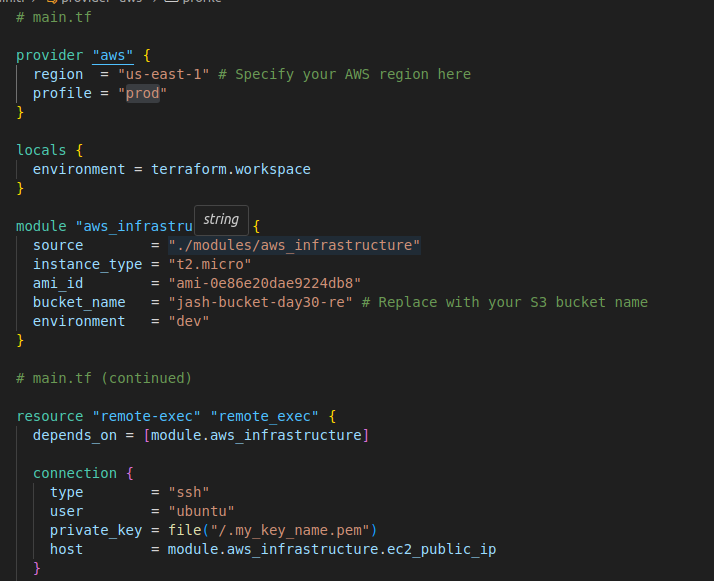 provider "aws"
# main.tf
provider "aws" {
region = "us-east-1" # Specify your AWS region here
profile = "prod"
}
locals {
environment = terraform.workspace
}
module "aws_infrastru {
string
source = "./modules/aws_infrastructure"
instance_type = "t2.micro"
ami_id = "ami-0e86e20dae9224db8"
bucket_name = "jash-bucket-day30-re" # Replace with your S3 bucket name
environment = "dev"
}
# main.tf (continued)
resource "remote-exec" "remote_exec" {
depends_on = [module.aws_infrastructure]
connection {
type = "ssh"
user = "ubuntu"
private_key = file("/.my_key_name.pem")
host = module.aws_infrastructure.ec2_public_ip
}